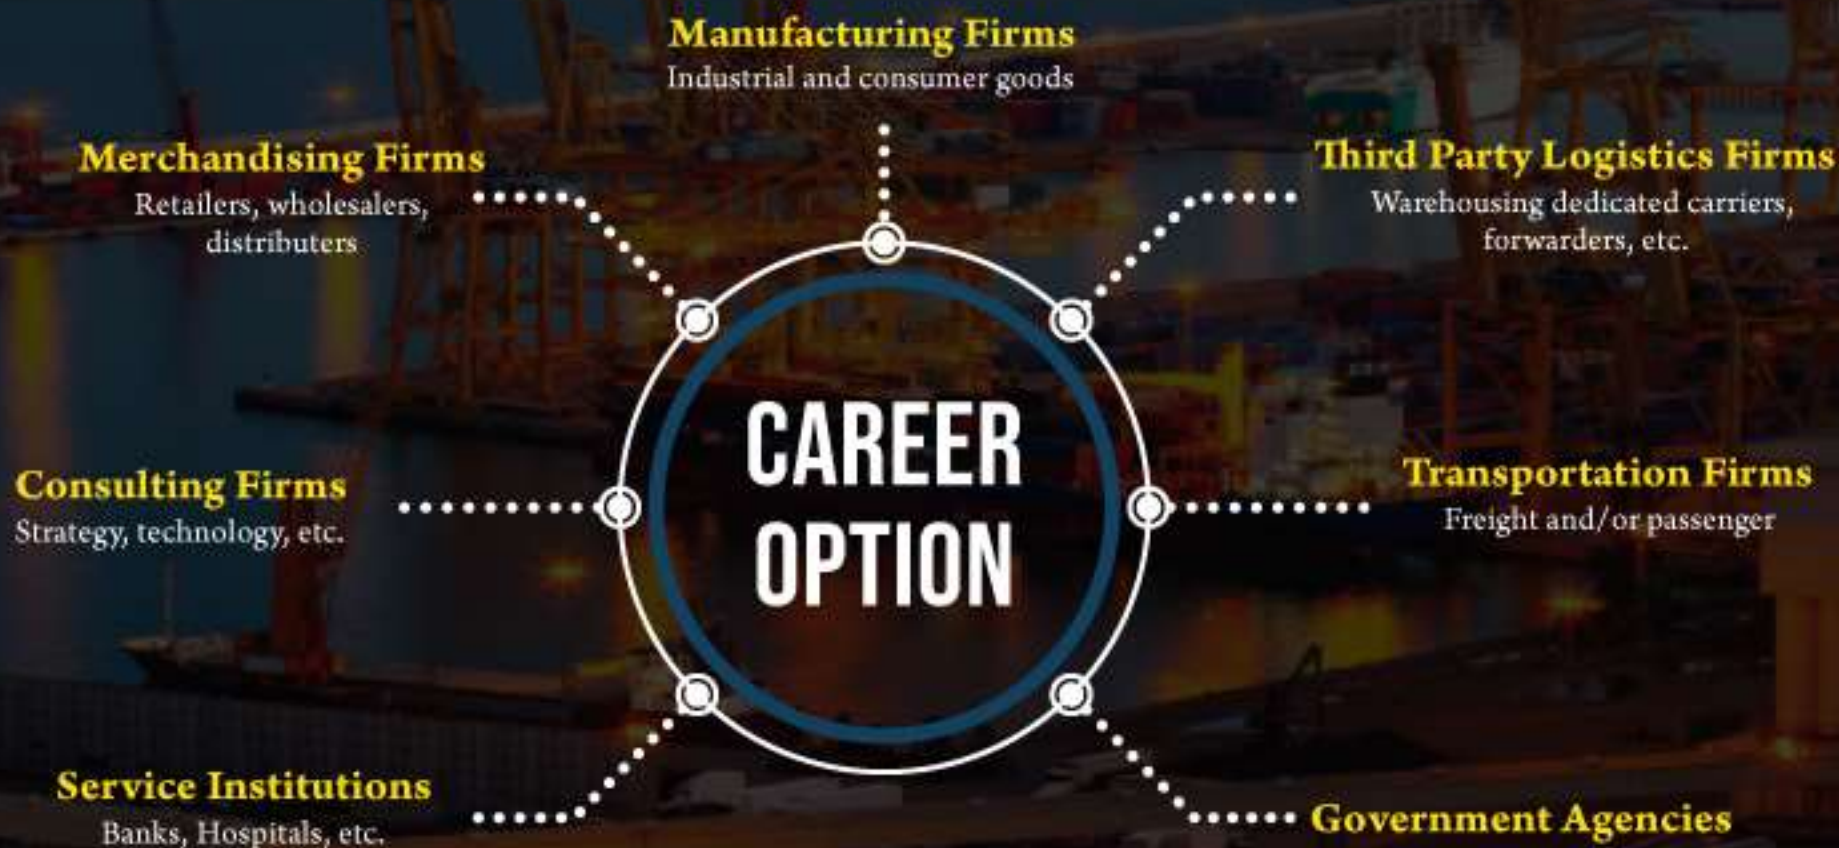 Manufacturing Firms
Industrial and consumer goods
Merchandising Firms
Retailers, wholesalers,
distributers
Third Party Logistics Firms
Warehousing dedicated carriers,
forwarders, etc.
CAREER
OPTION
Consulting Firms
Strategy, technology, etc.
Transportation Firms
Freight and/or passenger
Service Institutions
Banks, Hospitals, etc.
Government Agencies